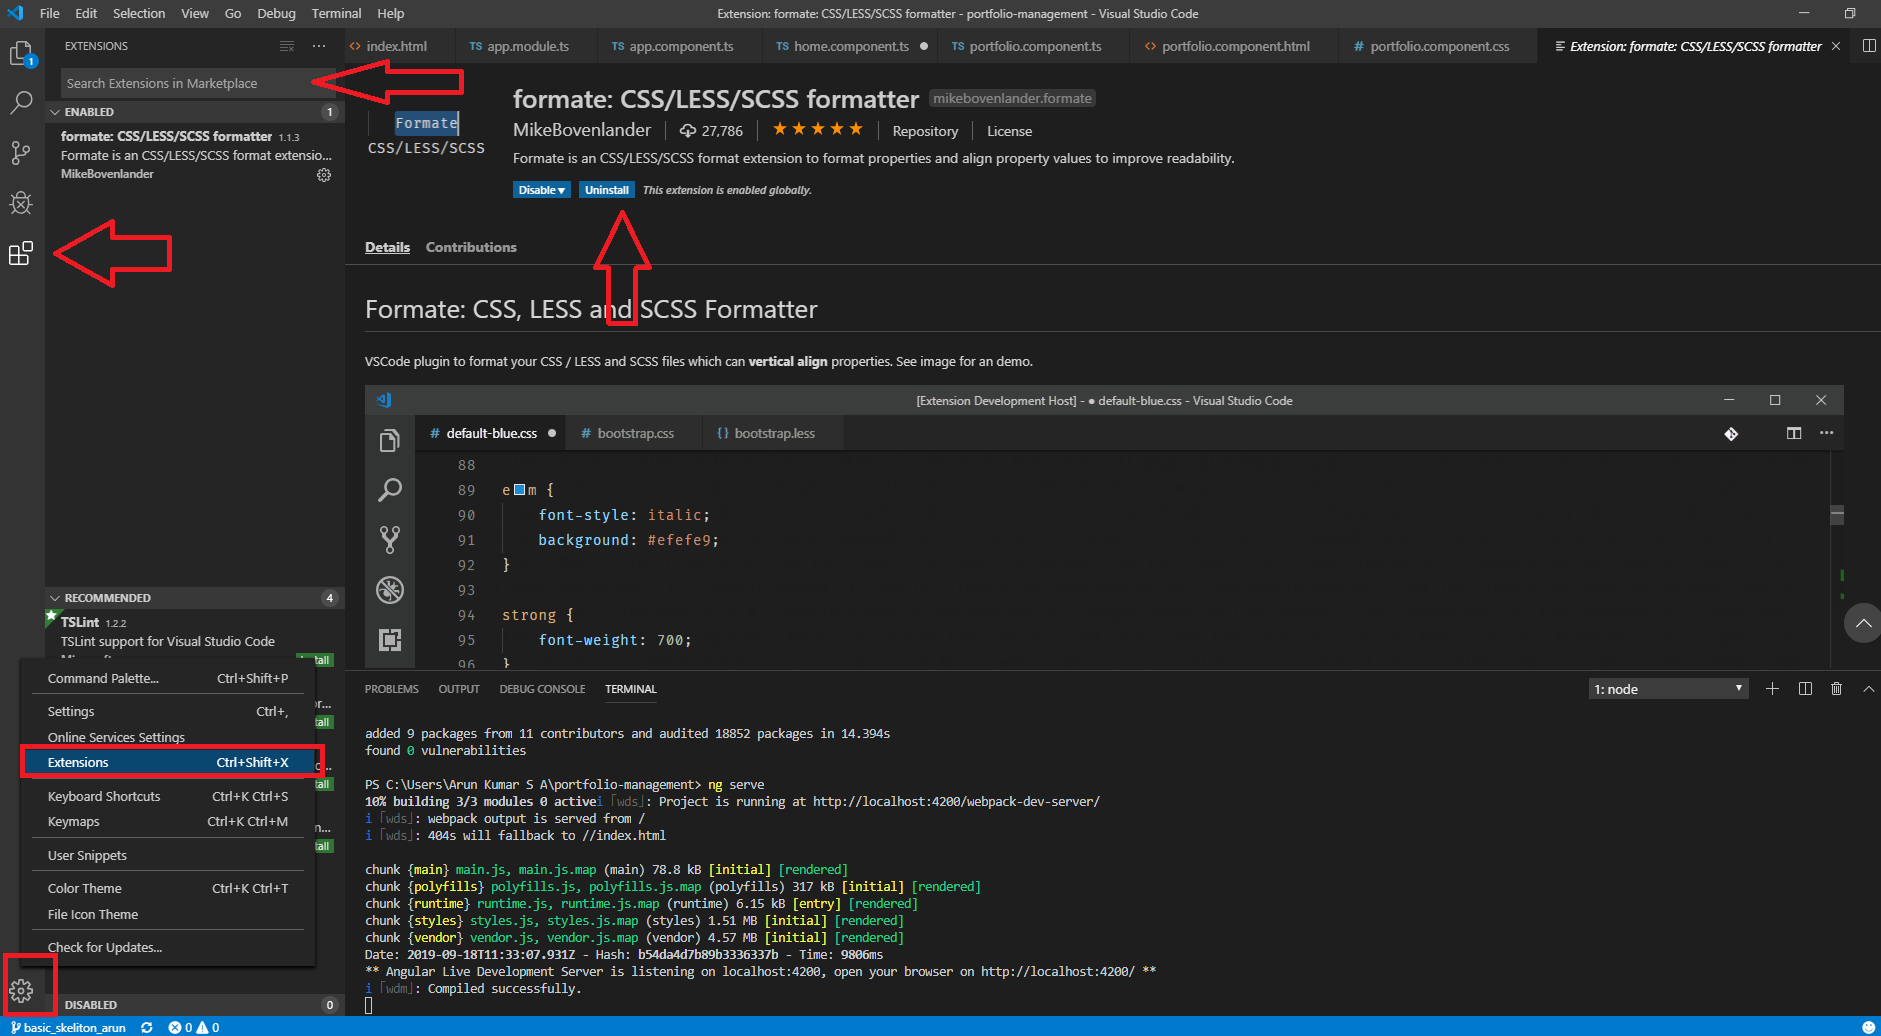 File Edit Selection View Go Debug Terminal Help
Extension: formate: CSS/LESS/SCSS formatter - portfolio-management - Visual Studio Code
EXTENSIONS
index.html
TS app.module.ts
TS app.component.ts
TS home.component.ts
TS portfolio.component.ts
portfolio.component.html
# portfolio.component.css
Extension: formate: CSS/LESS/SCSS formatter
1
Search Extensions in Marketplace
ENABLED 1
formate: CSS/LESS/SCSS formatter 1.1.3
Formate is an CSS/LESS/SCSS format extensio...
MikeBovenlander
Formate
CSS/LESS/SCSS
formate: CSS/LESS/SCSS formatter mikebovenlander.formate
MikeBovenlander 27,786 Repository License
Formate is an CSS/LESS/SCSS format extension to format properties and align property values to improve readability.
Disable Uninstall This extension is enabled globally.
Details Contributions
Formate: CSS, LESS and SCSS Formatter
VSCode plugin to format your CSS / LESS and SCSS files which can vertical align properties. See image for an demo.
[Extension Development Host] - ● default-blue.css - Visual Studio Code
# default-blue.css ●
# bootstrap.css
{} bootstrap.less
88
89 em {
90 font-style: italic;
91 background: #efefe9;
92 }
93
94 strong {
95 font-weight: 700;
96 }
RECOMMENDED 4
TSLint 1.2.2
TSLint support for Visual Studio Code
Command Palette... Ctrl+Shift+P
Settings Ctrl+,
Online Services Settings
Extensions Ctrl+Shift+X
Keyboard Shortcuts Ctrl+K Ctrl+S
Keymaps Ctrl+K Ctrl+M
User Snippets
Color Theme Ctrl+K Ctrl+T
File Icon Theme
Check for Updates...
DISABLED 0
PROBLEMS OUTPUT DEBUG CONSOLE TERMINAL
1: node
added 9 packages from 11 contributors and audited 18852 packages in 14.394s
found 0 vulnerabilities
PS C:\Users\Arun Kumar S A\portfolio-management> ng serve
10% building 3/3 modules 0 activei ｢wds｣: Project is running at http://localhost:4200/webpack-dev-server/
i ｢wds｣: webpack output is served from /
i ｢wds｣: 404s will fallback to //index.html
chunk {main} main.js, main.js.map (main) 78.8 kB [initial] [rendered]
chunk {polyfills} polyfills.js, polyfills.js.map (polyfills) 317 kB [initial] [rendered]
chunk {runtime} runtime.js, runtime.js.map (runtime) 6.15 kB [entry] [rendered]
chunk {styles} styles.js, styles.js.map (styles) 1.51 MB [initial] [rendered]
chunk {vendor} vendor.js, vendor.js.map (vendor) 4.57 MB [initial] [rendered]
Date: 2019-09-18T11:33:07.931Z - Hash: b54da4d7b89b3336337b - Time: 9806ms
** Angular Live Development Server is listening on localhost:4200, open your browser on http://localhost:4200/ **
i ｢wdm｣: Compiled successfully.
basic_skeliton_arun 0 0